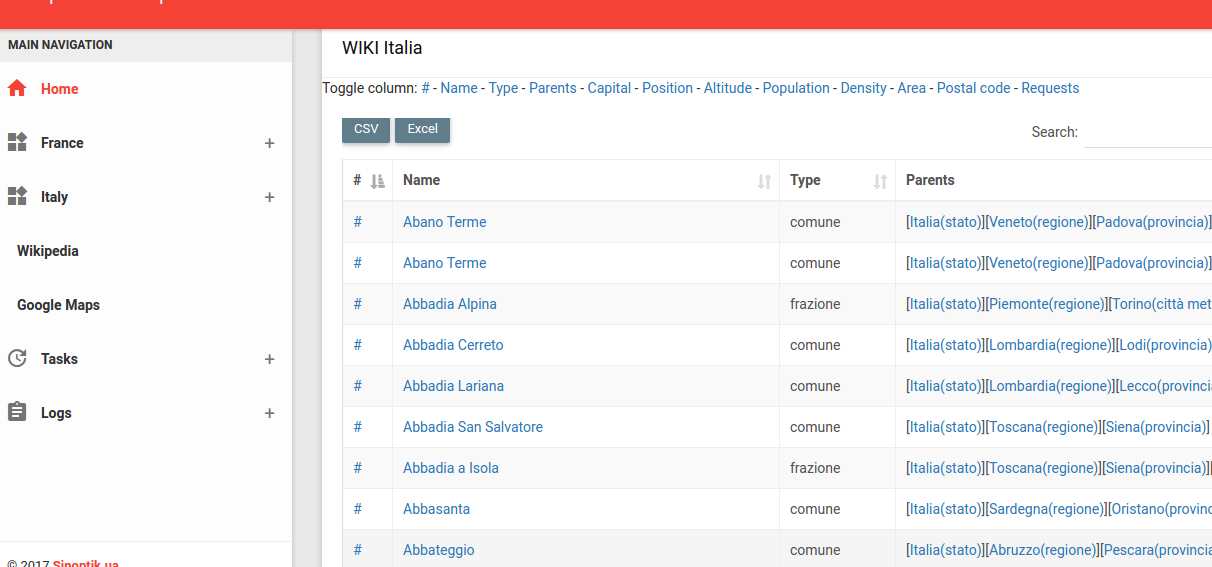 MAIN NAVIGATION
Home
France +
Italy +
Wikipedia
Google Maps
Tasks +
Logs +
© 2017 Sinoptik.ua
WIKI Italia
Toggle column: # - Name - Type - Parents - Capital - Position - Altitude - Population - Density - Area - Postal code - Requests
CSV Excel
Search:
# Name Type Parents
# Abano Terme comune [Italia(stato)][Veneto(regione)][Padova(provincia)]
# Abano Terme comune [Italia(stato)][Veneto(regione)][Padova(provincia)]
# Abbadia Alpina frazione [Italia(stato)][Piemonte(regione)][Torino(città met
# Abbadia Cerreto comune [Italia(stato)][Lombardia(regione)][Lodi(provincia)
# Abbadia Lariana comune [Italia(stato)][Lombardia(regione)][Lecco(provinci
# Abbadia San Salvatore comune [Italia(stato)][Toscana(regione)][Siena(provincia)]
# Abbadia a Isola frazione [Italia(stato)][Toscana(regione)][Siena(provincia)]
# Abbasanta comune [Italia(stato)][Sardegna(regione)][Oristano(provinc
# Abbateggio comune [Italia(stato)][Abruzzo(regione)][Pescara(provincia